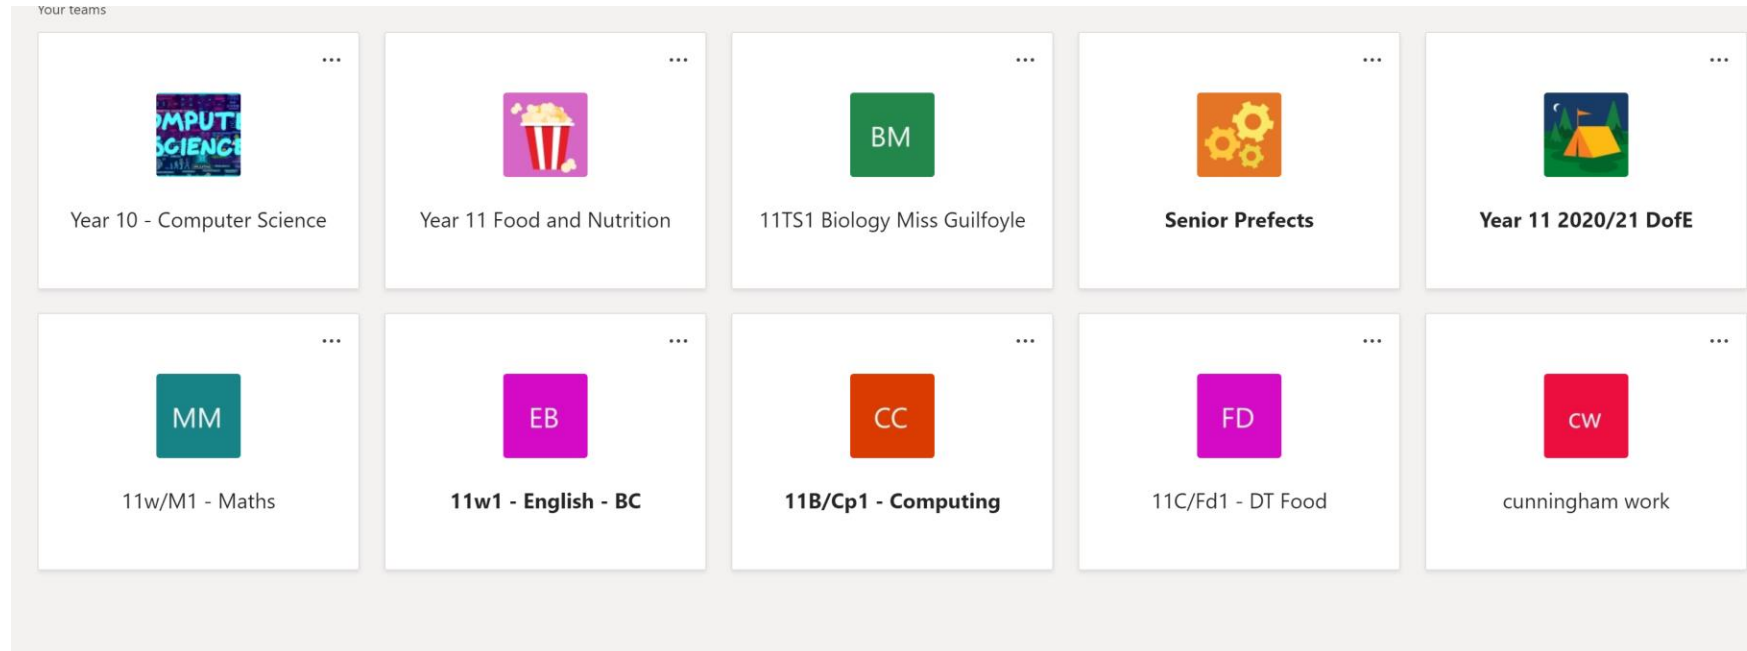 Your teams
... ... ... ... ...
OMPUTE
SCIENCE
BM
Year 10 - Computer Science
Year 11 Food and Nutrition
11TS1 Biology Miss Guilfoyle
Senior Prefects
Year 11 2020/21 DofE
... ... ... ... ...
MM
EB
CC
FD
cw
11w/M1 - Maths
11w1 - English - BC
11B/Cp1 - Computing
11C/Fd1 - DT Food
cunningham work